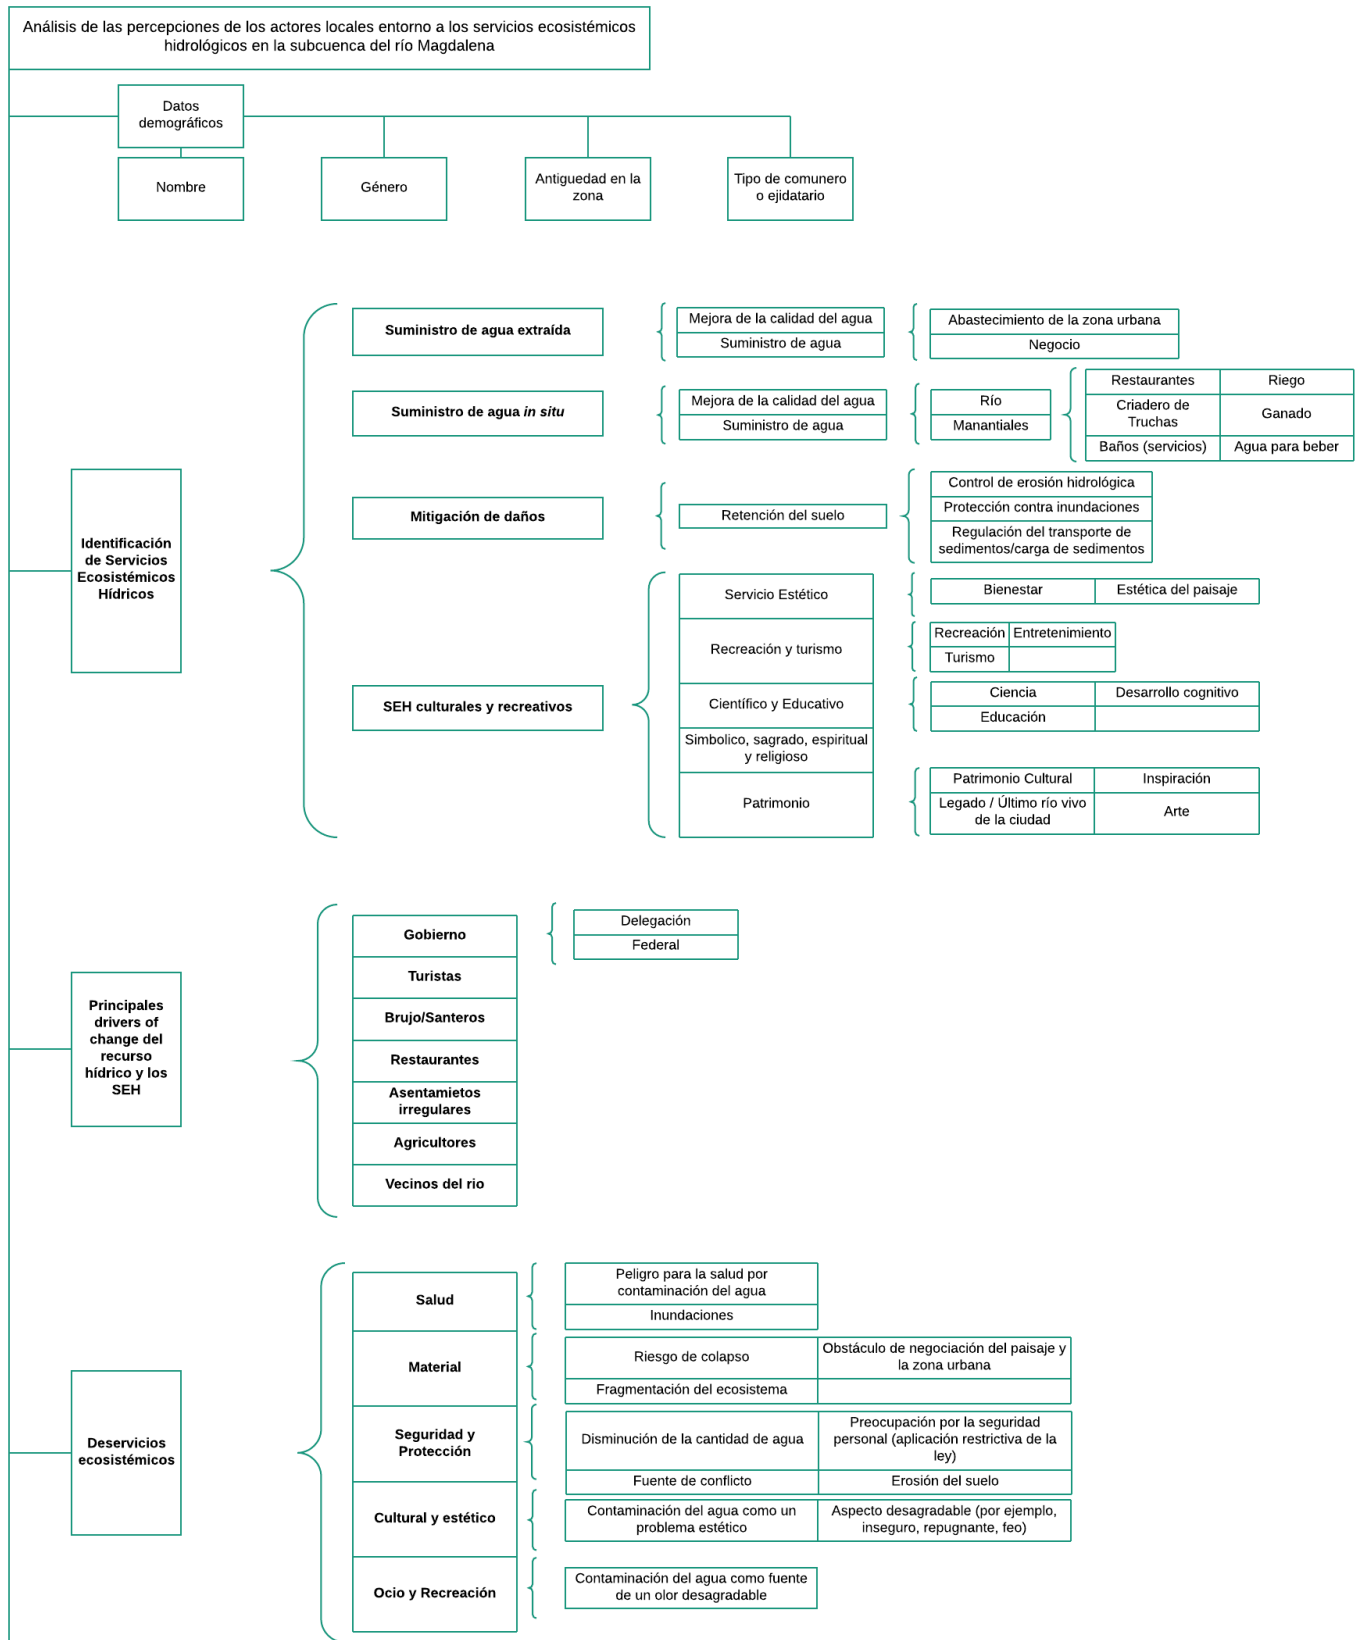 Análisis de las percepciones de los actores locales entorno a los servicios ecosistémicos
hidrológicos en la subcuenca del río Magdalena
Datos
demográficos
Nombre
Género
Antiguedad en la
zona
Tipo de comunero
o ejidatario
Identificación
de Servicios
Ecosistémicos
Hídricos
Suministro de agua extraída
Mejora de la calidad del agua
Suministro de agua
Abastecimiento de la zona urbana
Negocio
Suministro de agua in situ
Mejora de la calidad del agua
Suministro de agua
Río
Manantiales
Restaurantes
Riego
Criadero de
Truchas
Ganado
Baños (servicios)
Agua para beber
Mitigación de daños
Retención del suelo
Control de erosión hidrológica
Protección contra inundaciones
Regulación del transporte de
sedimentos/carga de sedimentos
SEH culturales y recreativos
Servicio Estético
Bienestar
Estética del paisaje
Recreación y turismo
Recreación
Entretenimiento
Turismo
Científico y Educativo
Ciencia
Desarrollo cognitivo
Educación
Simbolico, sagrado, espiritual
y religioso
Patrimonio
Patrimonio Cultural
Inspiración
Legado / Último río vivo
de la ciudad
Arte
Principales
drivers of
change del
recurso
hídrico y los
SEH
Gobierno
Delegación
Federal
Turistas
Brujo/Santeros
Restaurantes
Asentamietos
irregulares
Agricultores
Vecinos del rio
Deservicios
ecosistémicos
Salud
Peligro para la salud por
contaminación del agua
Inundaciones
Material
Riesgo de colapso
Obstáculo de negociación del paisaje y
la zona urbana
Fragmentación del ecosistema
Seguridad y
Protección
Disminución de la cantidad de agua
Preocupación por la seguridad
personal (aplicación restrictiva de la
ley)
Fuente de conflicto
Erosión del suelo
Cultural y estético
Contaminación del agua como un
problema estético
Aspecto desagradable (por ejemplo,
inseguro, repugnante, feo)
Ocio y Recreación
Contaminación del agua como fuente
de un olor desagradable